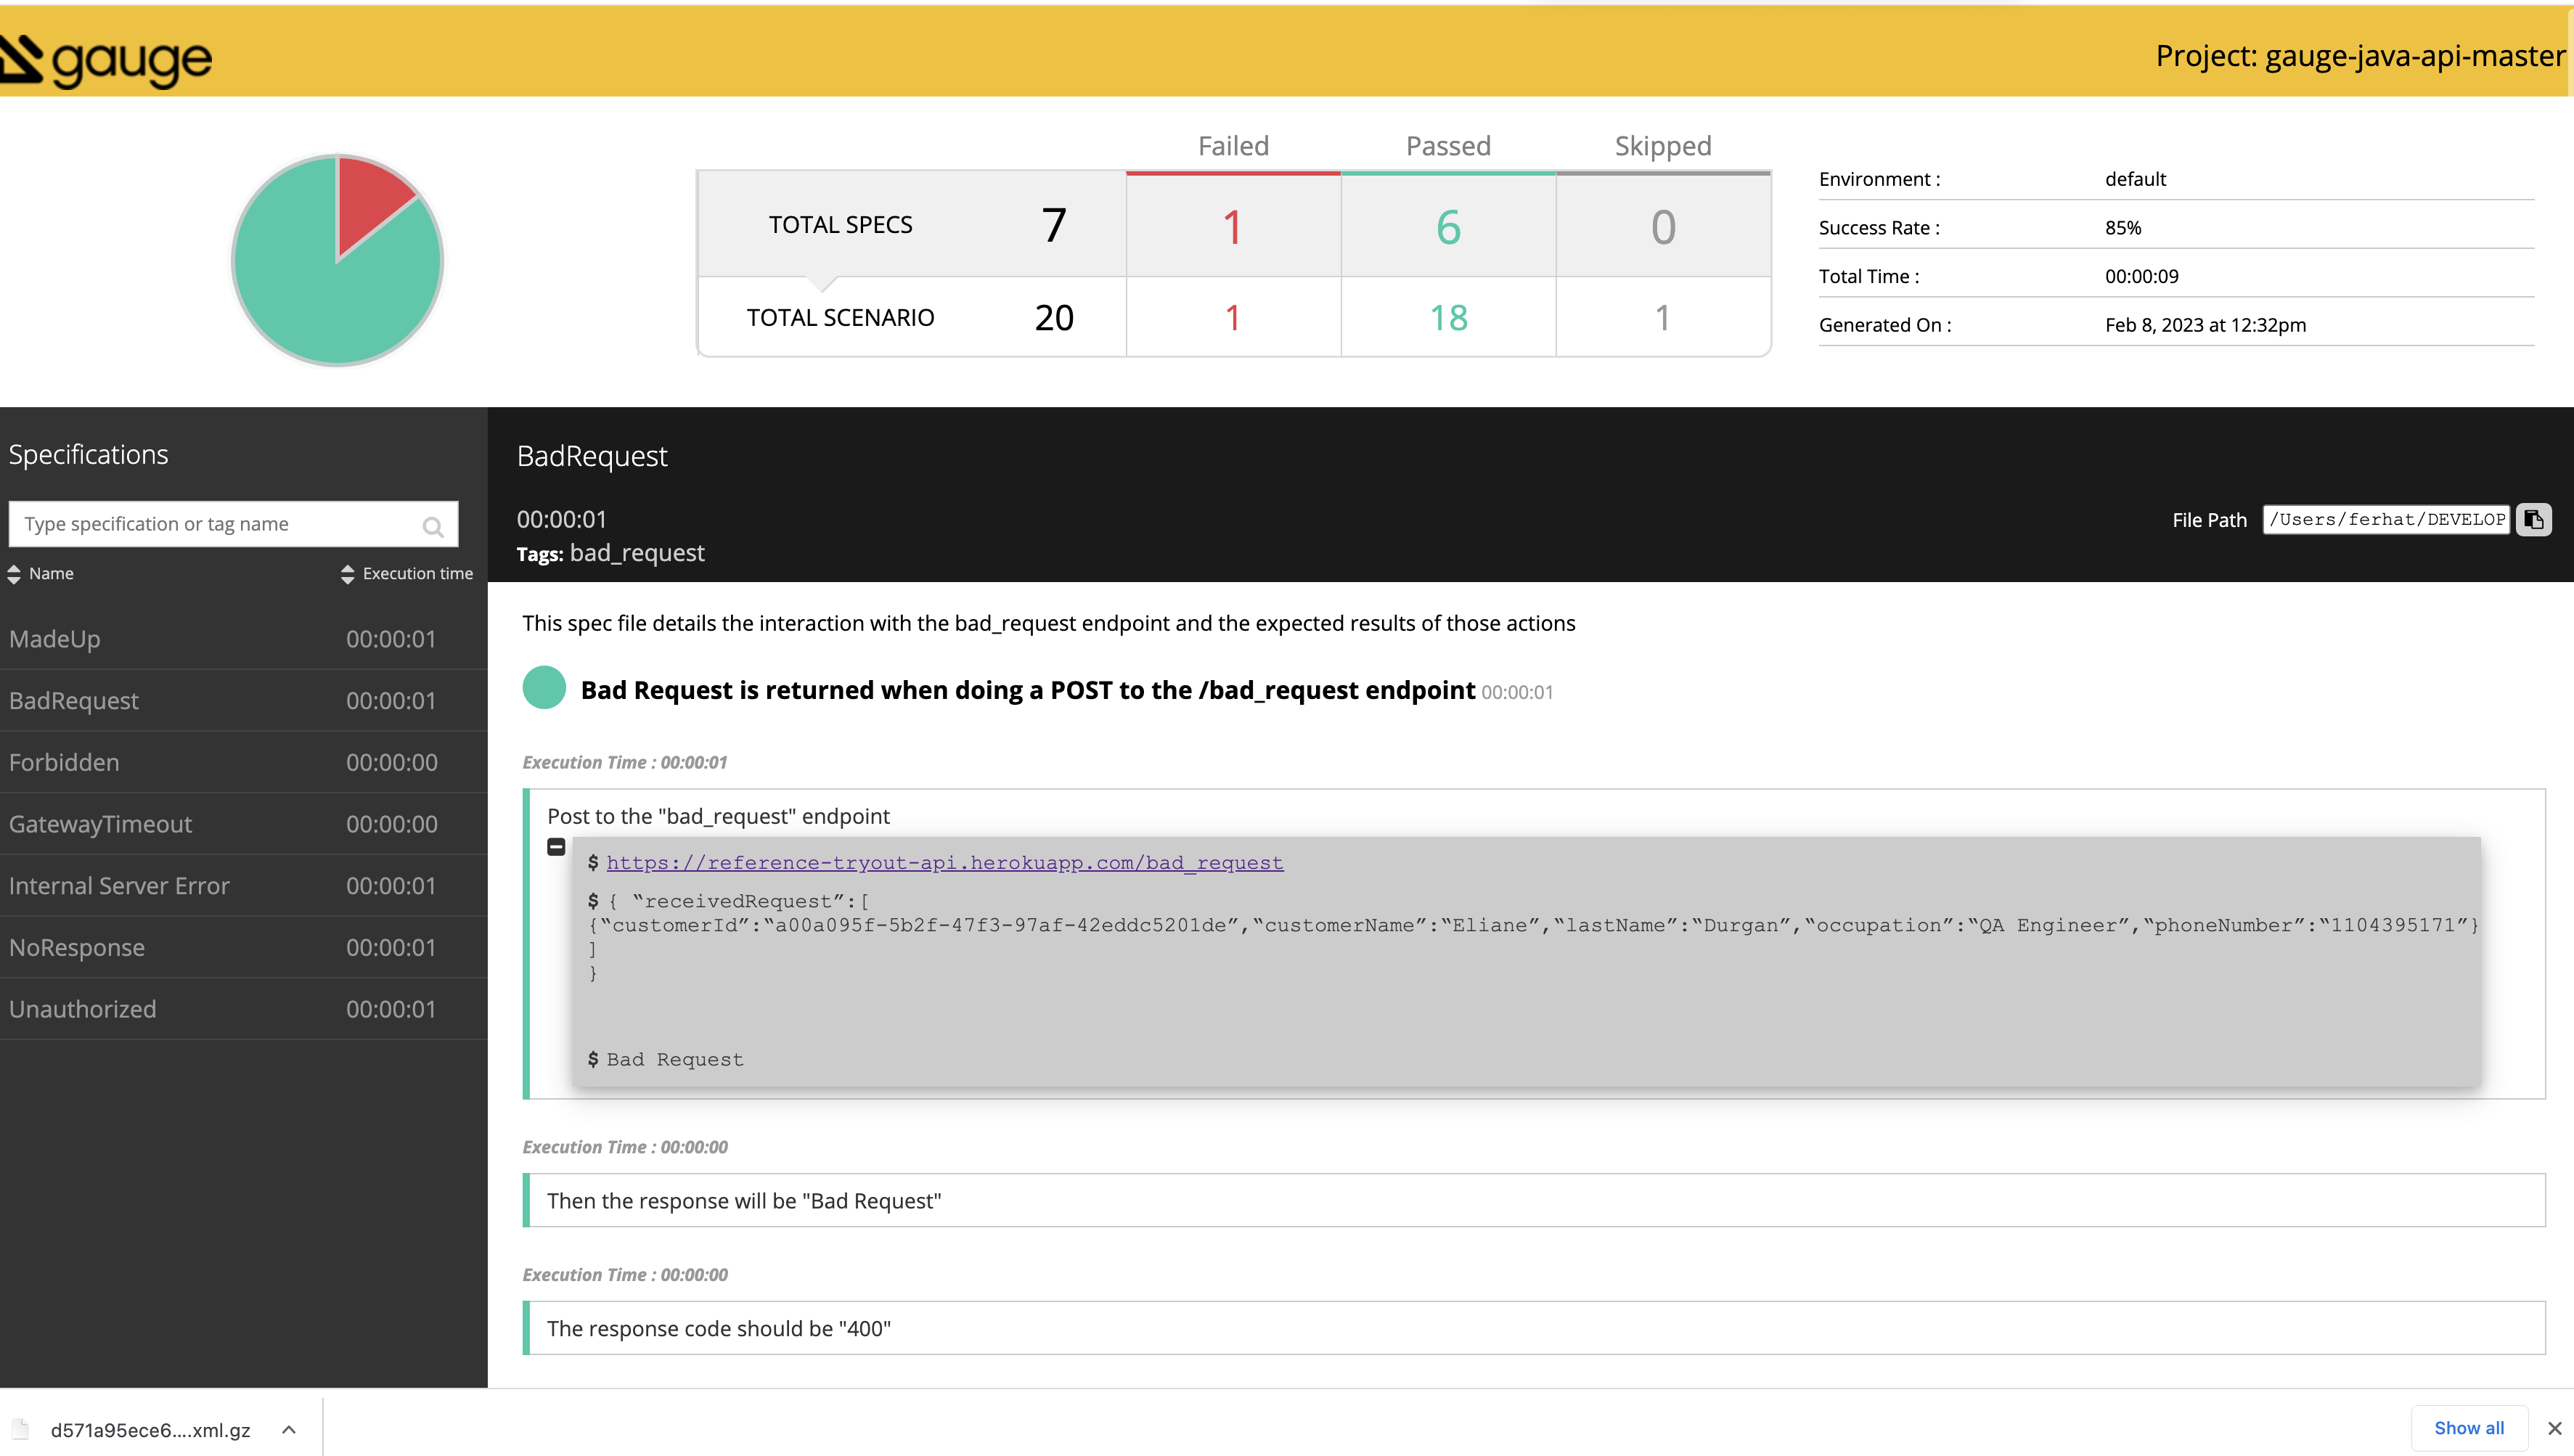 gauge
Project: gauge-java-api-master
Failed Passed Skipped
TOTAL SPECS 7 1 6 0
TOTAL SCENARIO 20 1 18 1
Environment : default
Success Rate : 85%
Total Time : 00:00:09
Generated On : Feb 8, 2023 at 12:32pm
Specifications
Type specification or tag name
Name Execution time
MadeUp 00:00:01
BadRequest 00:00:01
Forbidden 00:00:00
GatewayTimeout 00:00:00
Internal Server Error 00:00:01
NoResponse 00:00:01
Unauthorized 00:00:01
BadRequest
00:00:01
Tags: bad_request
File Path /Users/ferhat/DEVELOP
This spec file details the interaction with the bad_request endpoint and the expected results of those actions
Bad Request is returned when doing a POST to the /bad_request endpoint 00:00:01
Execution Time : 00:00:01
Post to the "bad_request" endpoint
$ https://reference-tryout-api.herokuapp.com/bad_request
$ { “receivedRequest”:[
{“customerId”:“a00a095f-5b2f-47f3-97af-42eddc5201de”,“customerName”:“Eliane”,“lastName”:“Durgan”,“occupation”:“QA Engineer”,“phoneNumber”:“1104395171”}
]
}
$ Bad Request
Execution Time : 00:00:00
Then the response will be "Bad Request"
Execution Time : 00:00:00
The response code should be "400"
d571a95ece6....xml.gz
Show all